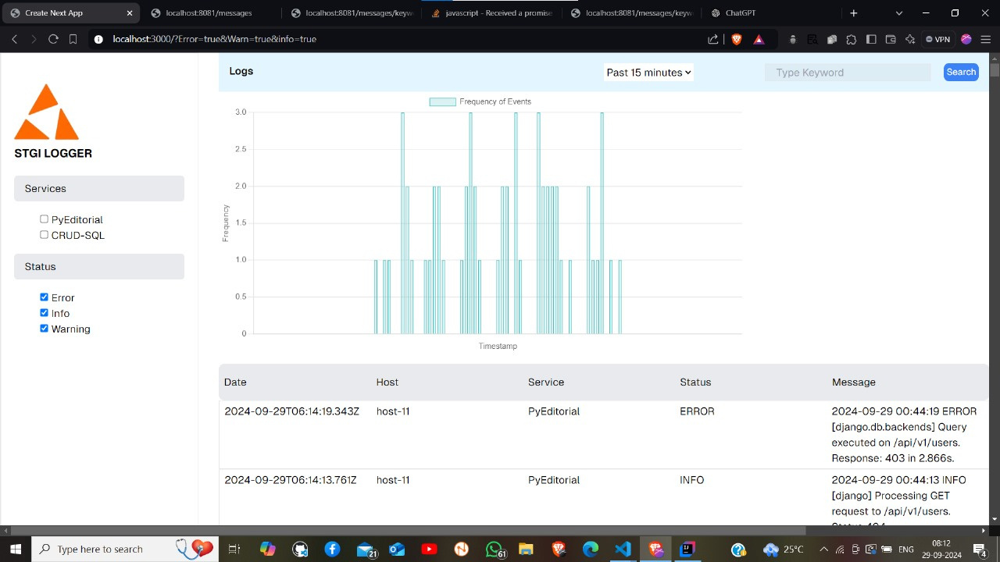 Create Next App
localhost:8081/messages
localhost:8081/messages/keyw
javascript - Received a promise
localhost:8081/messages/keyw
ChatGPT
localhost:3000/?Error=true&Warn=true&info=true
VPN
STGI LOGGER
Services
PyEditorial
CRUD-SQL
Status
Error
Info
Warning
Logs
Past 15 minutes
Type Keyword
Search
Frequency of Events
3.0
2.5
2.0
1.5
1.0
0.5
0
Frequency
Timestamp
Date Host Service Status Message
2024-09-29T06:14:19.343Z host-11 PyEditorial ERROR 2024-09-29 00:44:19 ERROR
[django.db.backends] Query
executed on /api/v1/users.
Response: 403 in 2.866s.
2024-09-29T06:14:13.761Z host-11 PyEditorial INFO 2024-09-29 00:44:13 INFO
[django] Processing GET
request to /api/v1/users.
Type here to search
21
61
25°C
ENG
08:12
29-09-2024
4